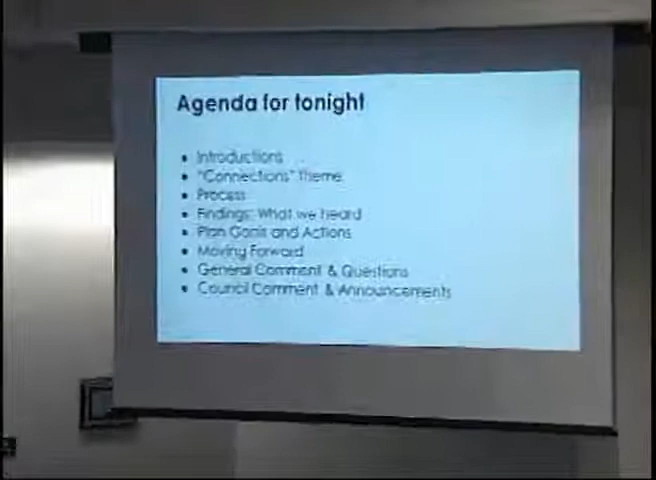 Agenda for tonight
• Introductions
• "Connections" Theme
• Process
• Findings: What we heard
• Plan Goals and Actions
• Moving Forward
• General Comment & Questions
• Council Comment & Announcements